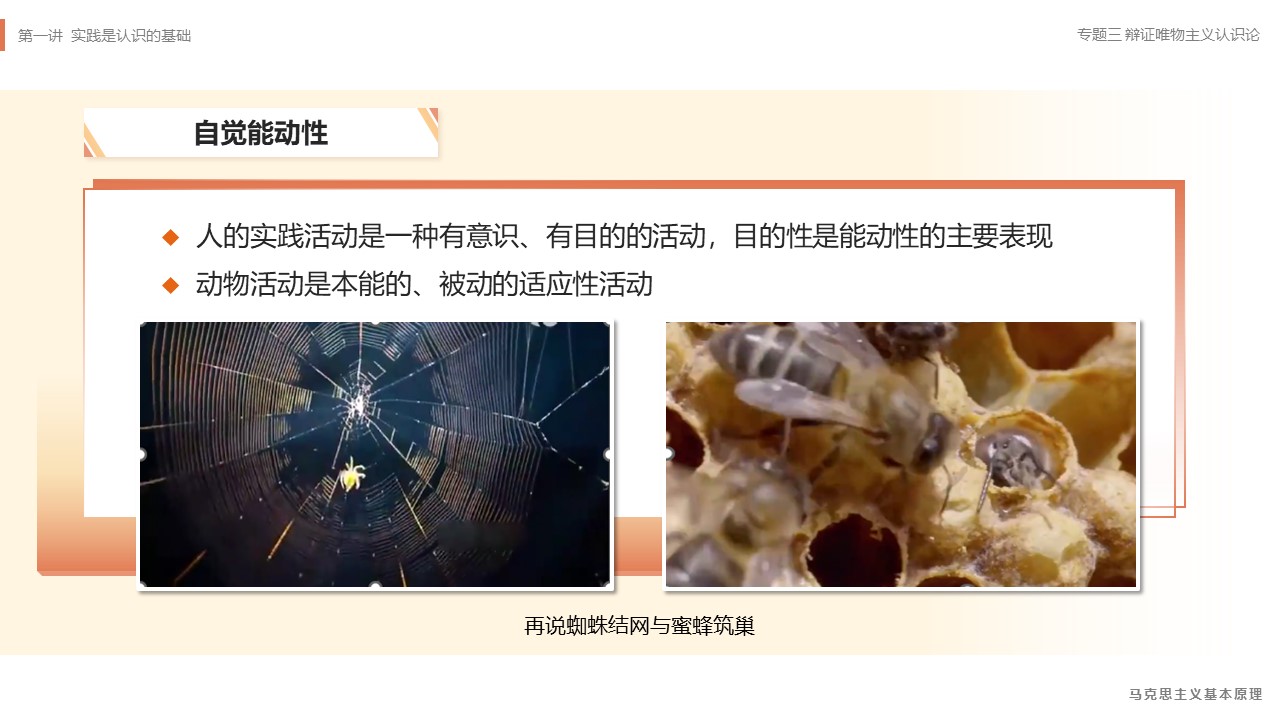 第一讲 实践是认识的基础
专题三 辩证唯物主义认识论
自觉能动性
人的实践活动是一种有意识、有目的的活动，目的性是能动性的主要表现
动物活动是本能的、被动的适应性活动
再说蜘蛛结网与蜜蜂筑巢
马克思主义基本原理